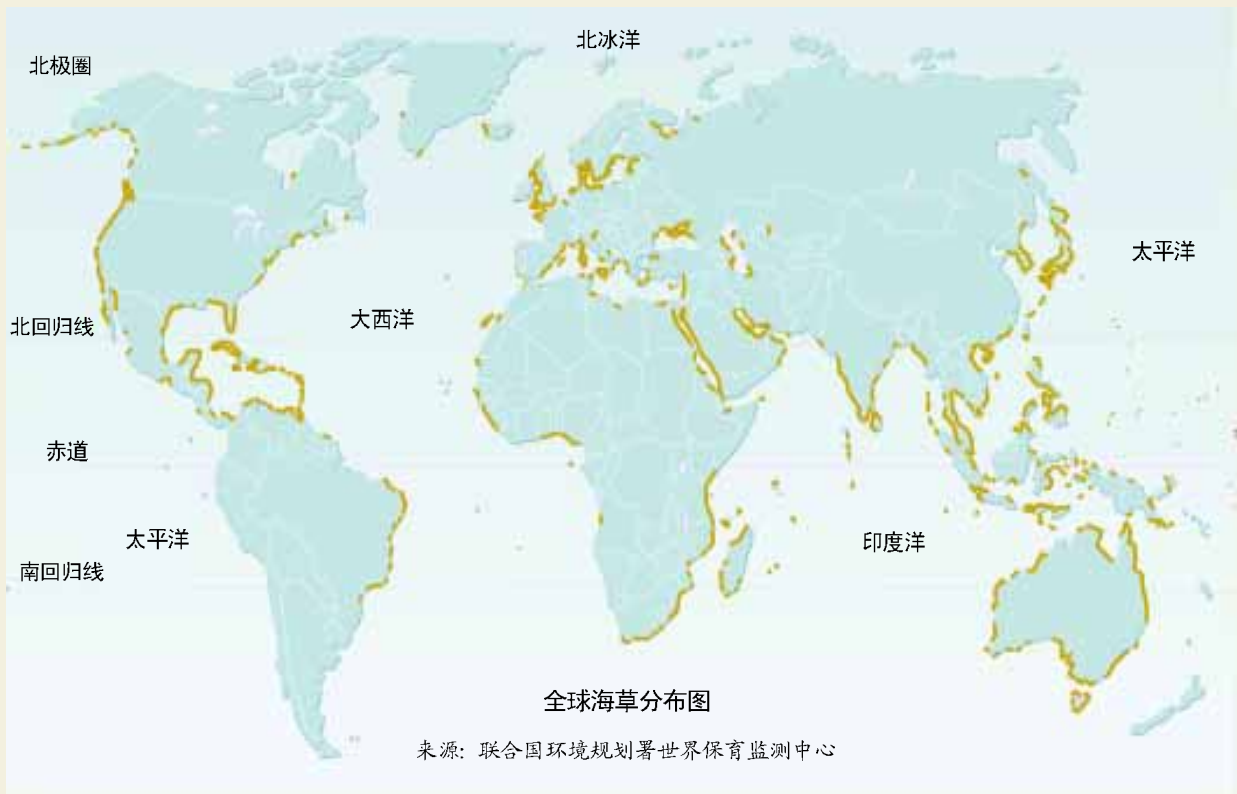 北冰洋
北极圈
太平洋
大西洋
北回归线
赤道
太平洋
印度洋
南回归线
全球海草分布图
来源: 联合国环境规划署世界保育监测中心